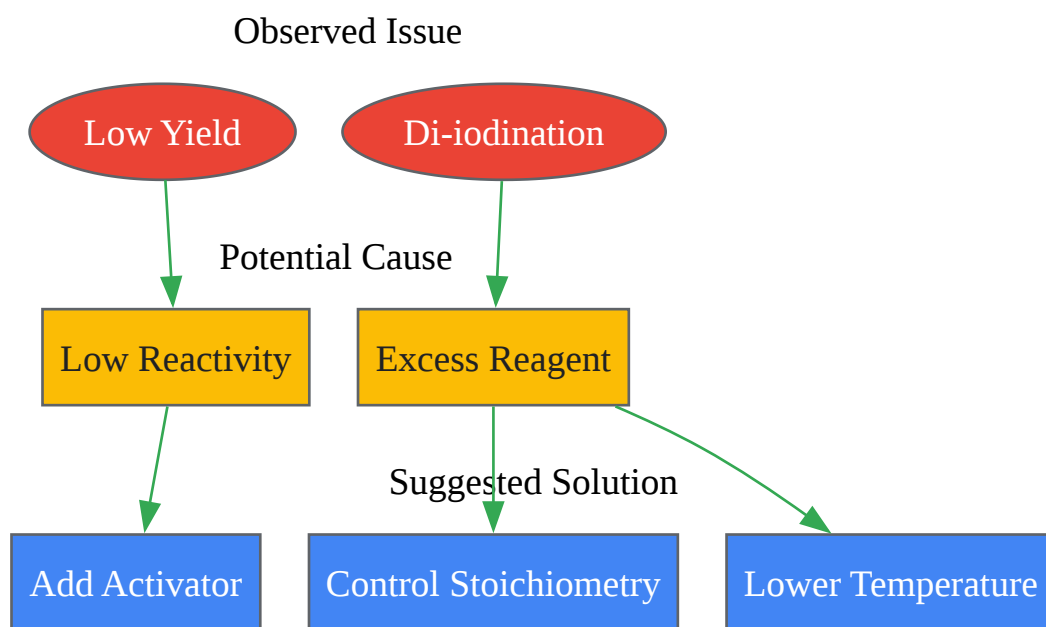 Observed Issue
Low Yield
Di-iodination
Potential Cause
Low Reactivity
Excess Reagent
Suggested Solution
Add Activator
Control Stoichiometry
Lower Temperature